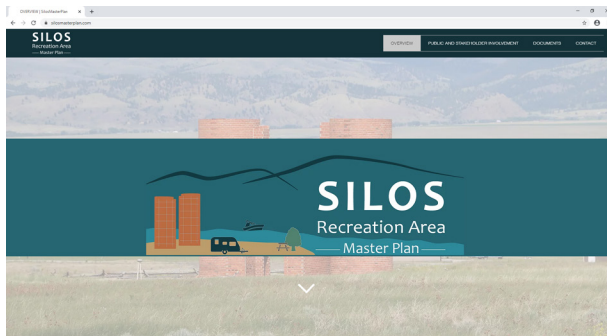 OVERVIEW | SilosMasterPlan
silosmasterplan.com
SILOS
Recreation Area
Master Plan
OVERVIEW
PUBLIC AND STAKEHOLDER INVOLVEMENT
DOCUMENTS
CONTACT
SILOS
Recreation Area
Master Plan